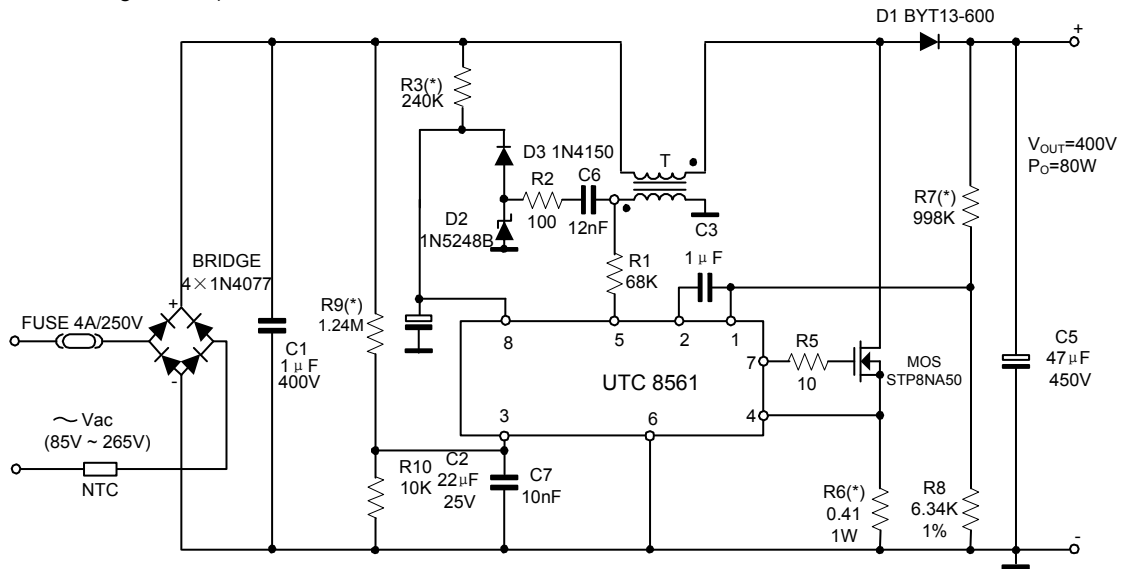 D1 BYT13-600
+
R3(*)
240K
D3 1N4150
R2
100
C6
12nF
T
D2
1N5248B
C3
1μF
R1
68K
VOUT=400V
PO=80W
R7(*)
998K
BRIDGE
4×1N4077
+
-
FUSE 4A/250V
C1
1μF
400V
R9(*)
1.24M
8
5
2
1
UTC 8561
7
4
3
6
R5
10
MOS
STP8NA50
C5
47μF
450V
~Vac
(85V ~ 265V)
NTC
R10
10K
C2
22μF
25V
C7
10nF
R6(*)
0.41
1W
R8
6.34K
1%
-